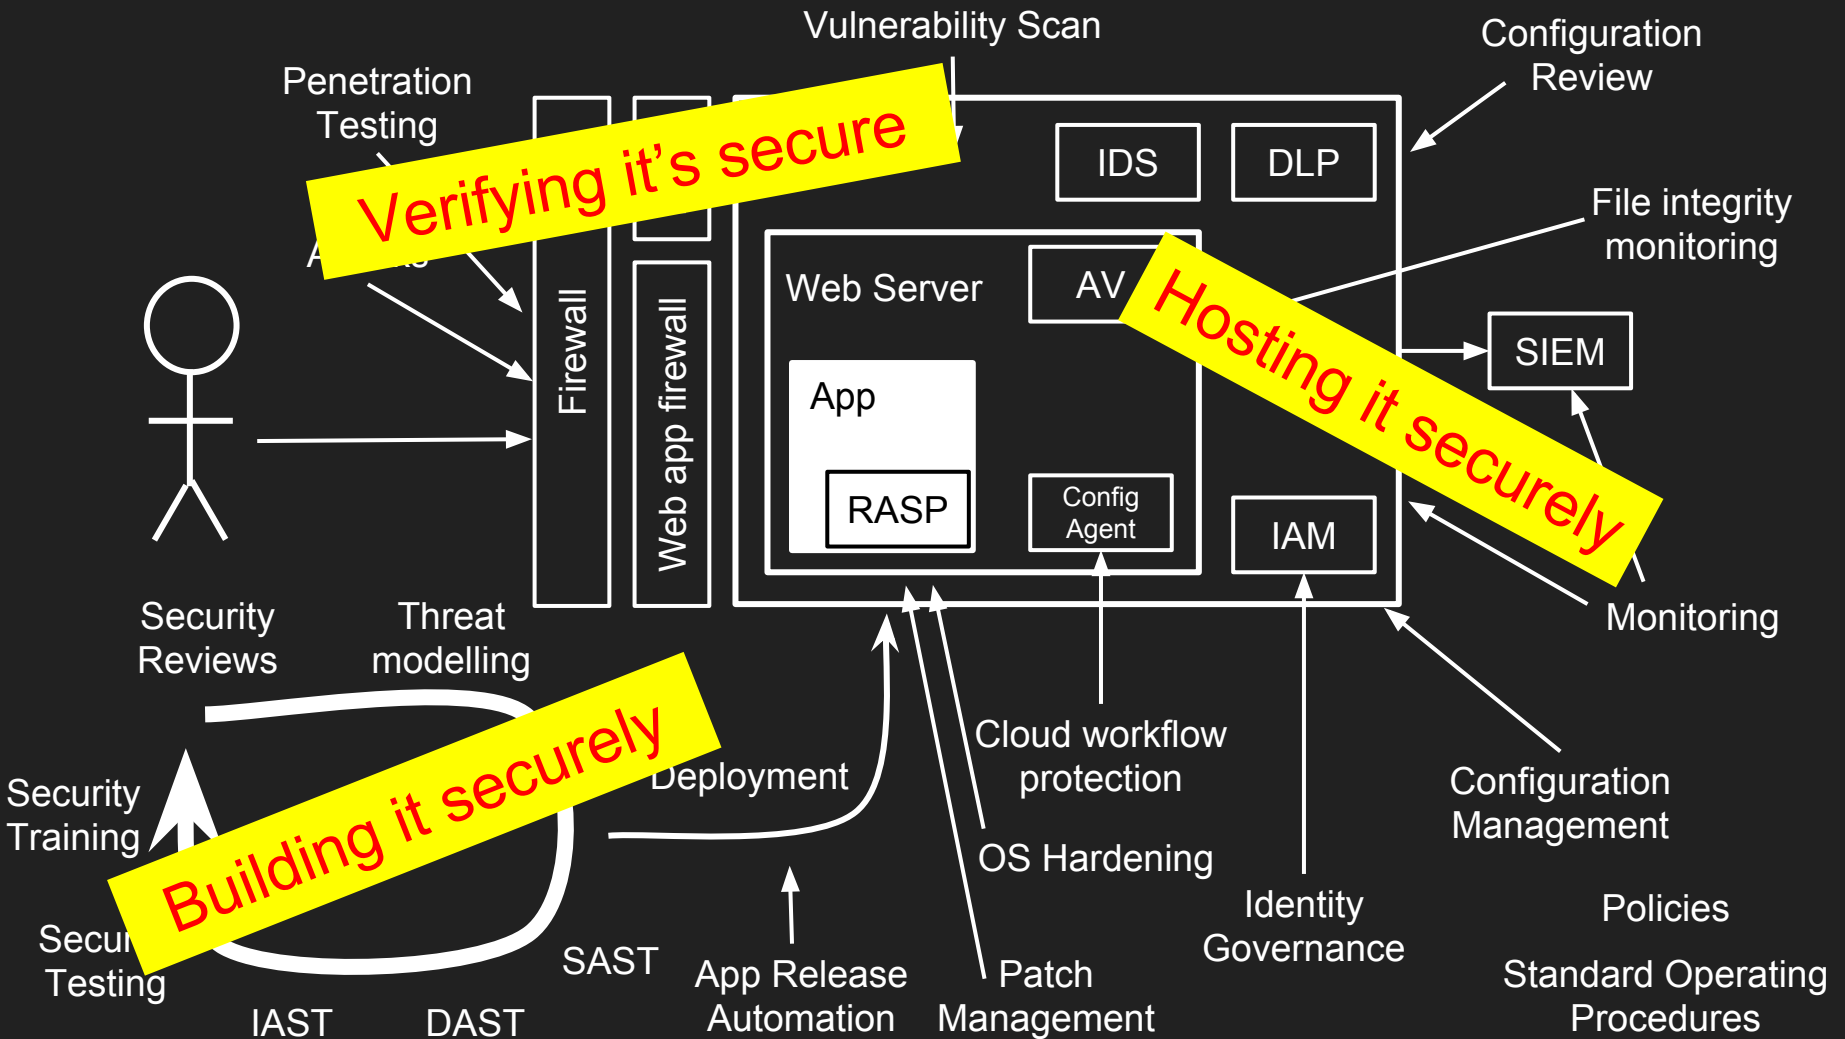 Vulnerability Scan
Configuration
Review
Penetration
Testing
Verifying it's secure
IDS
DLP
File integrity
monitoring
Web Server
AV
Hosting it securely
SIEM
Firewall
Web app firewall
App
RASP
Config
Agent
IAM
Monitoring
Security
Reviews
Threat
modelling
Building it securely
Deployment
Cloud workflow
protection
Configuration
Management
Security
Training
OS Hardening
Identity
Governance
Policies
Testing
SAST
App Release
Automation
Patch
Management
Standard Operating
Procedures
IAST
DAST